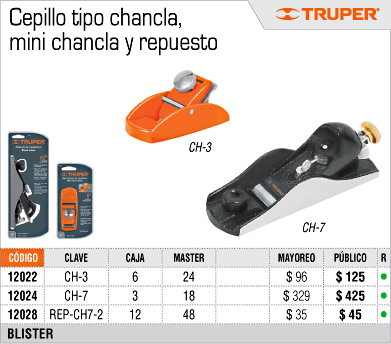 Cepillo tipo chancla,
mini chancla y repuesto
TRUPER®
CH-3
TRUPER
TRUPER
CH-7
CÓDIGO CLAVE CAJA MASTER MAYOREO PÚBLICO R
12022 CH-3 6 24 $ 96 $ 125
12024 CH-7 3 18 $ 329 $ 425
12028 REP-CH7-2 12 48 $ 35 $ 45
BLISTER